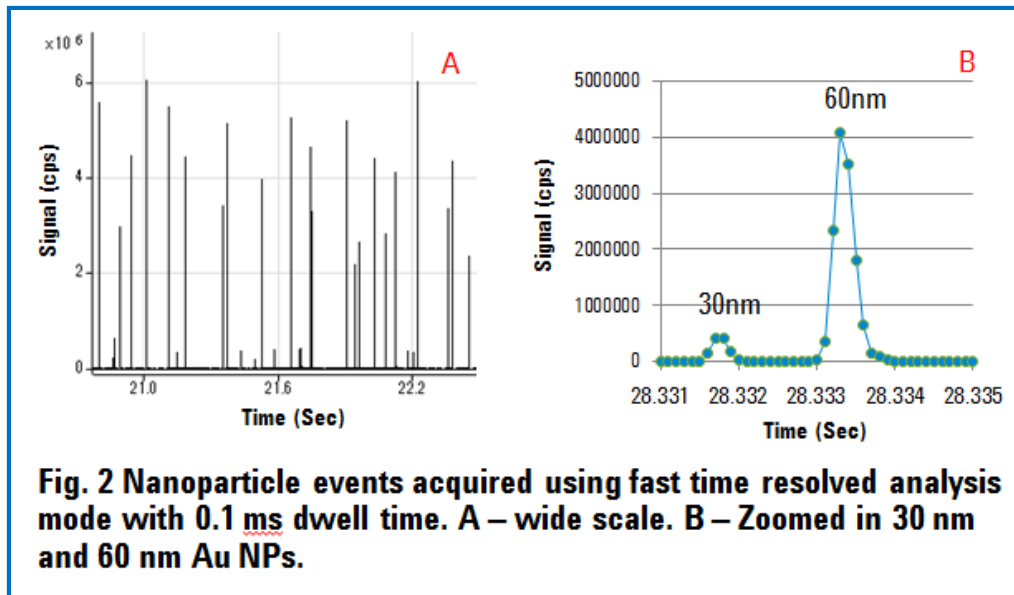 ×10 6
A
6
4
2
0
Signal (cps)
21.0 21.6 22.2
Time (Sec)
B
5000000
4000000
3000000
2000000
1000000
0
Signal (cps)
60nm
30nm
28.331 28.332 28.333 28.334 28.335
Time (Sec)
Fig. 2 Nanoparticle events acquired using fast time resolved analysis
mode with 0.1 ms dwell time. A – wide scale. B – Zoomed in 30 nm
and 60 nm Au NPs.